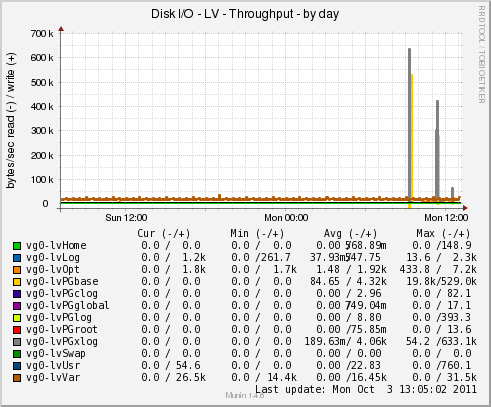 Disk I/O - LV - Throughput - by day
RRDTOOL / TOBI OETIKER
bytes/sec read (-) / write (+)
700 k
600 k
500 k
400 k
300 k
200 k
100 k
0
Sun 12:00 Mon 00:00 Mon 12:00
Cur (-/+) Min (-/+) Avg (-/+) Max (-/+)
vg0-lvHome 0.0 / 0.0 0.0 / 0.0 0.00 /568.89m 0.0 /148.9
vg0-lvLog 0.0 / 1.2k 0.0 /261.7 37.93m/547.75 13.6 / 2.3k
vg0-lvOpt 0.0 / 1.8k 0.0 / 1.7k 1.48 / 1.92k 433.8 / 7.2k
vg0-lvPGbase 0.0 / 0.0 0.0 / 0.0 84.65 / 4.32k 19.8k/529.0k
vg0-lvPGclog 0.0 / 0.0 0.0 / 0.0 0.00 / 2.96 0.0 / 82.1
vg0-lvPGglobal 0.0 / 0.0 0.0 / 0.0 0.00 /749.04m 0.0 / 17.1
vg0-lvPGlog 0.0 / 0.0 0.0 / 0.0 0.00 / 8.80 0.0 /393.3
vg0-lvPGroot 0.0 / 0.0 0.0 / 0.0 0.00 /75.85m 0.0 / 13.6
vg0-lvPGxlog 0.0 / 0.0 0.0 / 0.0 189.63m/ 4.06k 54.2 /633.1k
vg0-lvSwap 0.0 / 0.0 0.0 / 0.0 0.00 / 0.00 0.0 / 0.0
vg0-lvUsr 0.0 / 54.6 0.0 / 0.0 0.00 /22.83 0.0 /760.1
vg0-lvVar 0.0 / 26.5k 0.0 / 14.4k 0.00 /16.45k 0.0 / 31.5k
Last update: Mon Oct 3 13:05:02 2011